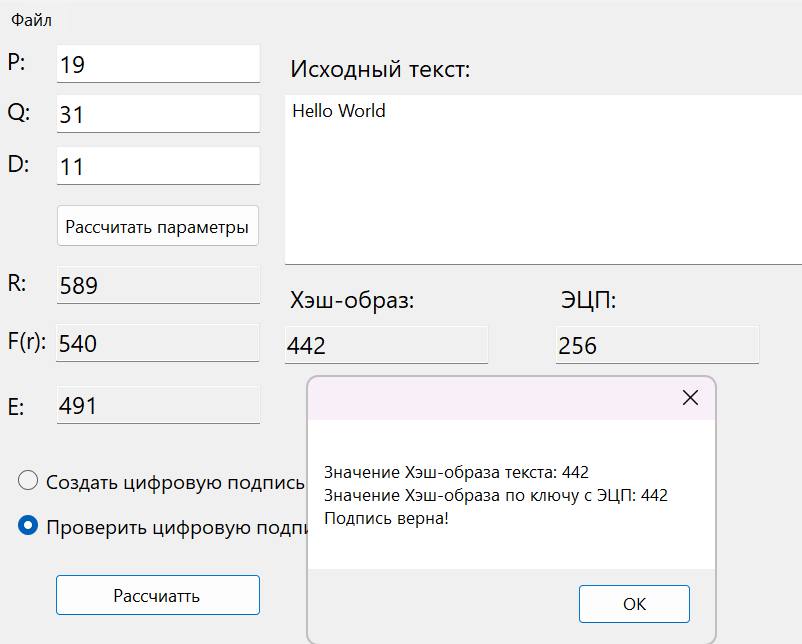 Файл
P: 19
Q: 31
D: 11
Рассчитать параметры
R: 589
F(r): 540
E: 491
Исходный текст:
Hello World
Хэш-образ: ЭЦП:
442 256
Создать цифровую подпись
Проверить цифровую подпи
Рассчиатть
Значение Хэш-образа текста: 442
Значение Хэш-образа по ключу с ЭЦП: 442
Подпись верна!
OK